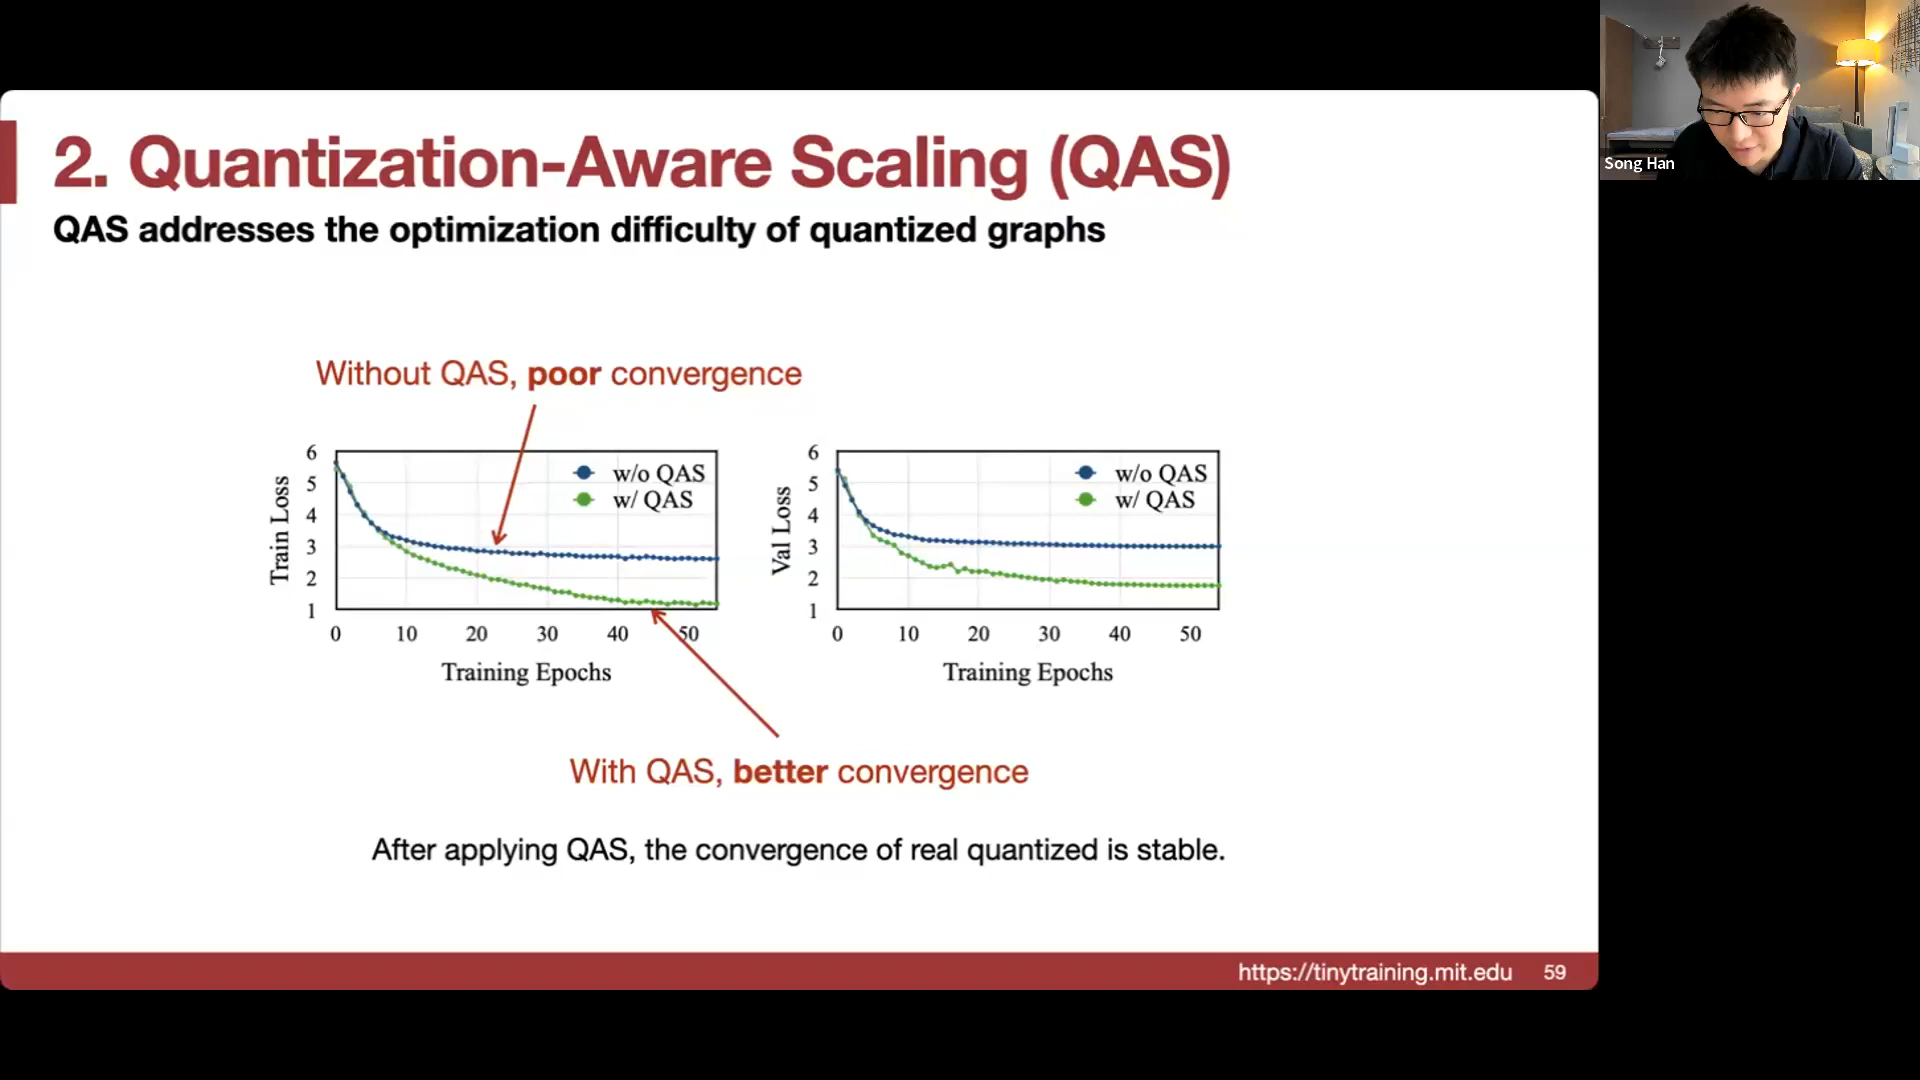 2. Quantization-Aware Scaling (QAS)
QAS addresses the optimization difficulty of quantized graphs
Without QAS, poor convergence
6
5
4
3
2
1
Train Loss
w/o QAS
w/ QAS
0 10 20 30 40 50
Training Epochs
6
5
4
3
2
1
Val Loss
w/o QAS
w/ QAS
0 10 20 30 40 50
Training Epochs
With QAS, better convergence
After applying QAS, the convergence of real quantized is stable.
https://tinytraining.mit.edu 59
Song Han